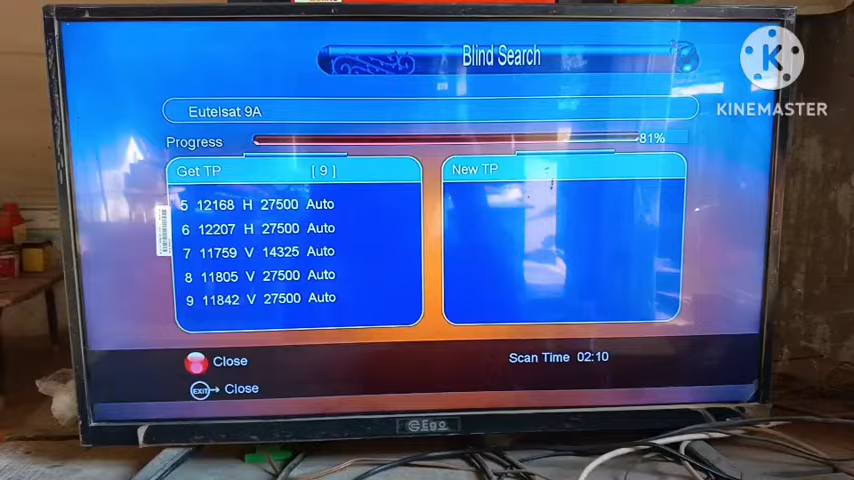 Blind Search
KINEMASTER
Eutelsat 9A
Progress 81%
Get TP [ 9 ]
New TP
5 12168 H 27500 Auto
6 12207 H 27500 Auto
7 11759 V 14325 Auto
8 11805 V 27500 Auto
9 11842 V 27500 Auto
Close
Scan Time 02:10
EXIT Close
Ego